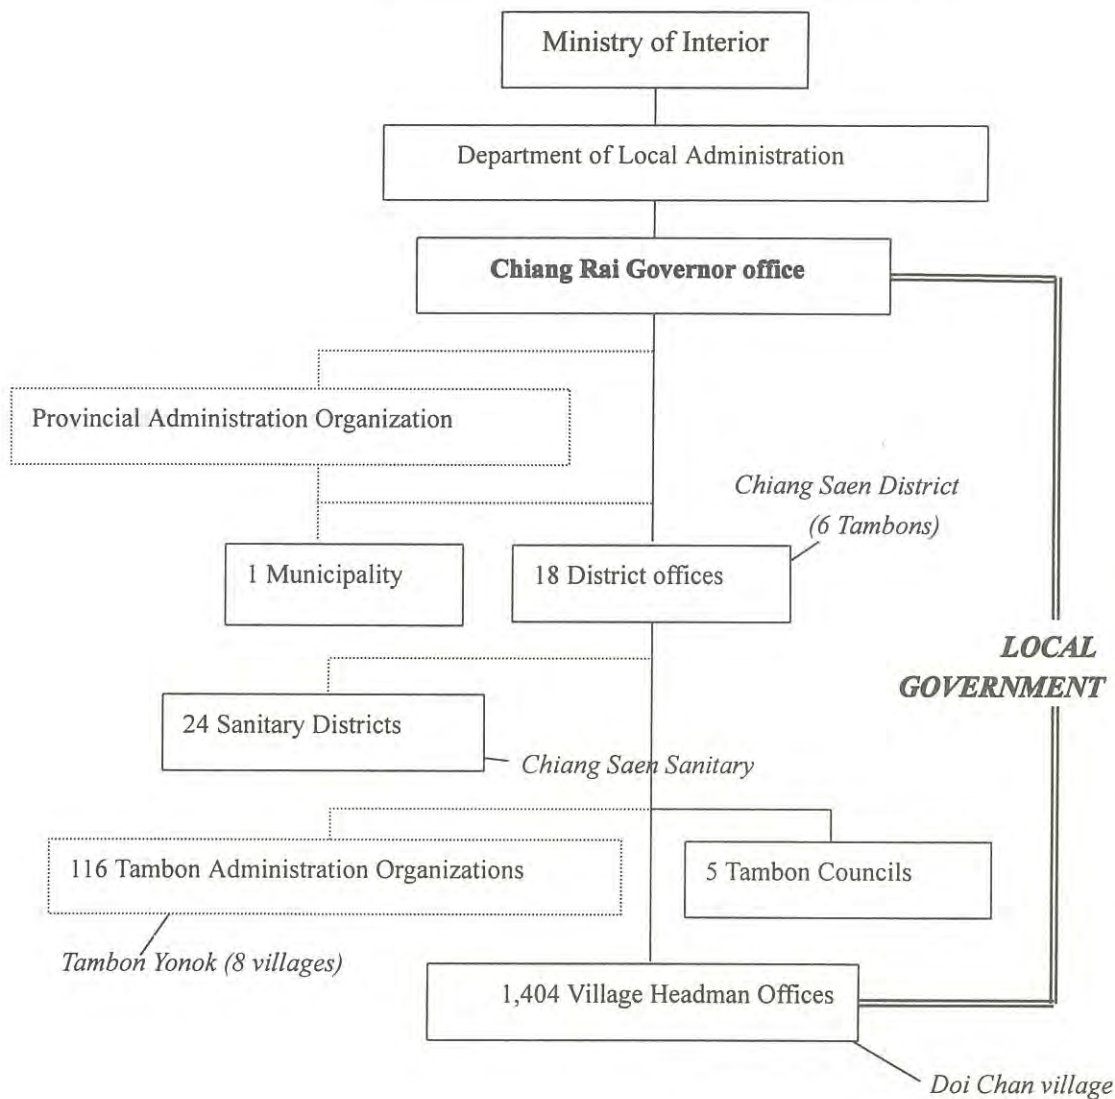 Ministry of Interior
Department of Local Administration
Chiang Rai Governor office
Provincial Administration Organization
Chiang Saen District
(6 Tambons)
1 Municipality
18 District offices
LOCAL
GOVERNMENT
24 Sanitary Districts
Chiang Saen Sanitary
116 Tambon Administration Organizations
5 Tambon Councils
Tambon Yonok (8 villages)
1,404 Village Headman Offices
Doi Chan village